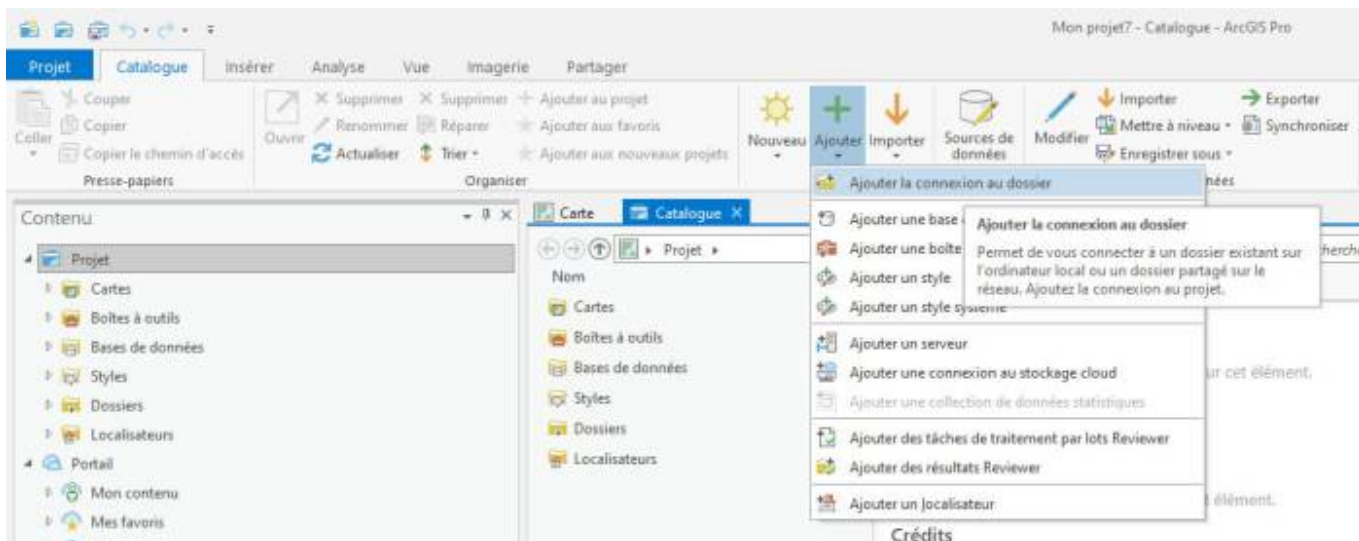 Mon projet7 - Catalogue - ArcGIS Pro
Projet Catalogue Insérer Analyse Vue Imagerie Partager
Coller
Couper
Copier
Copier le chemin d'accès
Presse-papiers
Ouvrir
Supprimer
Renommer
Actualiser
Supprimer
Réparer
Trier
Ajouter au projet
Ajouter aux favoris
Ajouter aux nouveaux projets
Organiser
Nouveau
Ajouter
Importer
Sources de
données
Modifier
Importer
Mettre à niveau
Enregistrer sous
Exporter
Synchroniser
Contenu
Projet
Cartes
Boîtes à outils
Bases de données
Styles
Dossiers
Localisateurs
Portail
Mon contenu
Mes favoris
Carte Catalogue
Projet
Nom
Cartes
Boîtes à outils
Bases de données
Styles
Dossiers
Localisateurs
Ajouter la connexion au dossier
Ajouter une base
Ajouter une boîte
Ajouter un style
Ajouter un style système
Ajouter un serveur
Ajouter une connexion au stockage cloud
Ajouter une collection de données statistiques
Ajouter des tâches de traitement par lots Reviewer
Ajouter des résultats Reviewer
Ajouter un localisateur
Ajouter la connexion au dossier
Permet de vous connecter à un dossier existant sur
l'ordinateur local ou un dossier partagé sur le
réseau. Ajoutez la connexion au projet.
cet élément.
élément.
Crédits